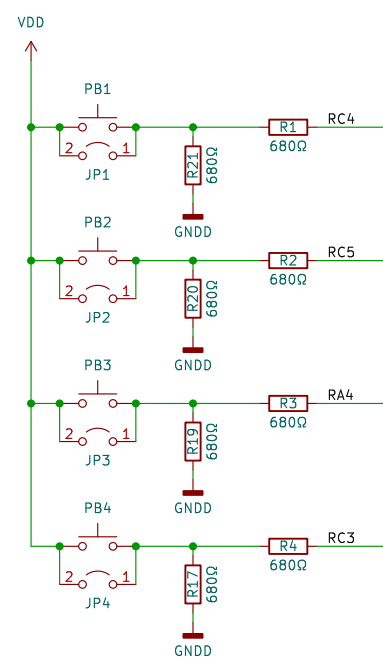 VDD
PB1
2 1
JP1
R21
680Ω
GNDD
R1
680Ω
RC4
PB2
2 1
JP2
R20
680Ω
GNDD
R2
680Ω
RC5
PB3
2 1
JP3
R19
680Ω
GNDD
R3
680Ω
RA4
PB4
2 1
JP4
R17
680Ω
GNDD
R4
680Ω
RC3